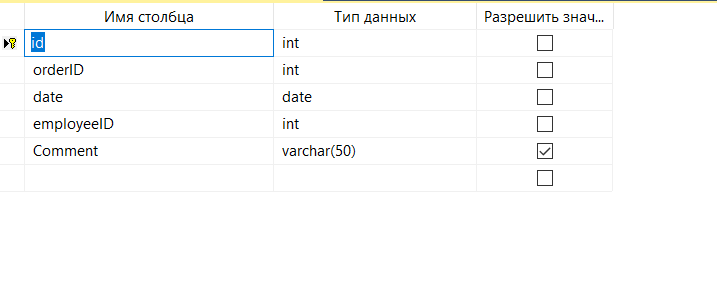 Имя столбца Тип данных Разрешить знач...
id int
orderID int
date date
employeeID int
Comment varchar(50)